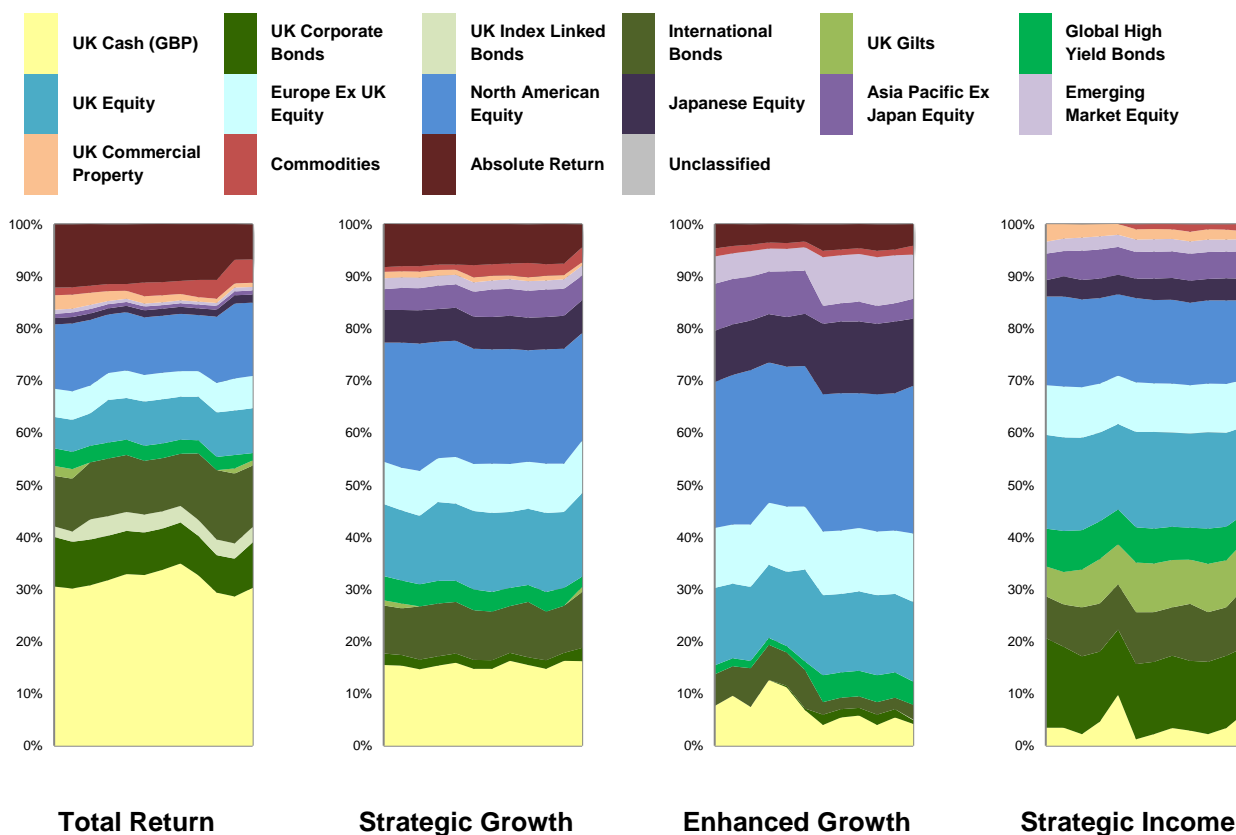 UK Cash (GBP)
UK Corporate
Bonds
UK Index Linked
Bonds
International
Bonds
UK Gilts
Global High
Yield Bonds
UK Equity
Europe Ex UK
Equity
North American
Equity
Japanese Equity
Asia Pacific Ex
Japan Equity
Emerging
Market Equity
UK Commercial
Property
Commodities
Absolute Return
Unclassified
100%
90%
80%
70%
60%
50%
40%
30%
20%
10%
0%
Total Return
100%
90%
80%
70%
60%
50%
40%
30%
20%
10%
0%
Strategic Growth
100%
90%
80%
70%
60%
50%
40%
30%
20%
10%
0%
Enhanced Growth
100%
90%
80%
70%
60%
50%
40%
30%
20%
10%
0%
Strategic Income